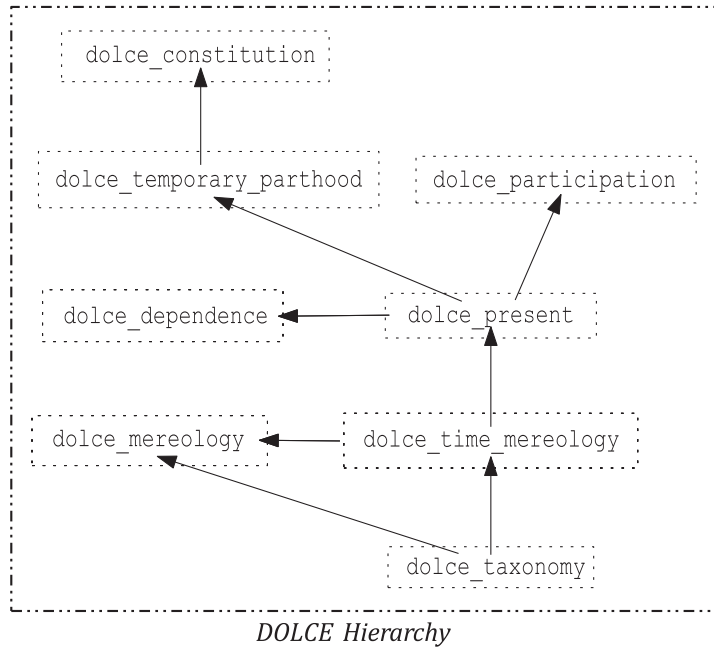 dolce_constitution
dolce_temporary_parthood
dolce_participation
dolce_dependence
dolce_present
dolce_mereology
dolce_time_mereology
dolce_taxonomy
DOLCE Hierarchy